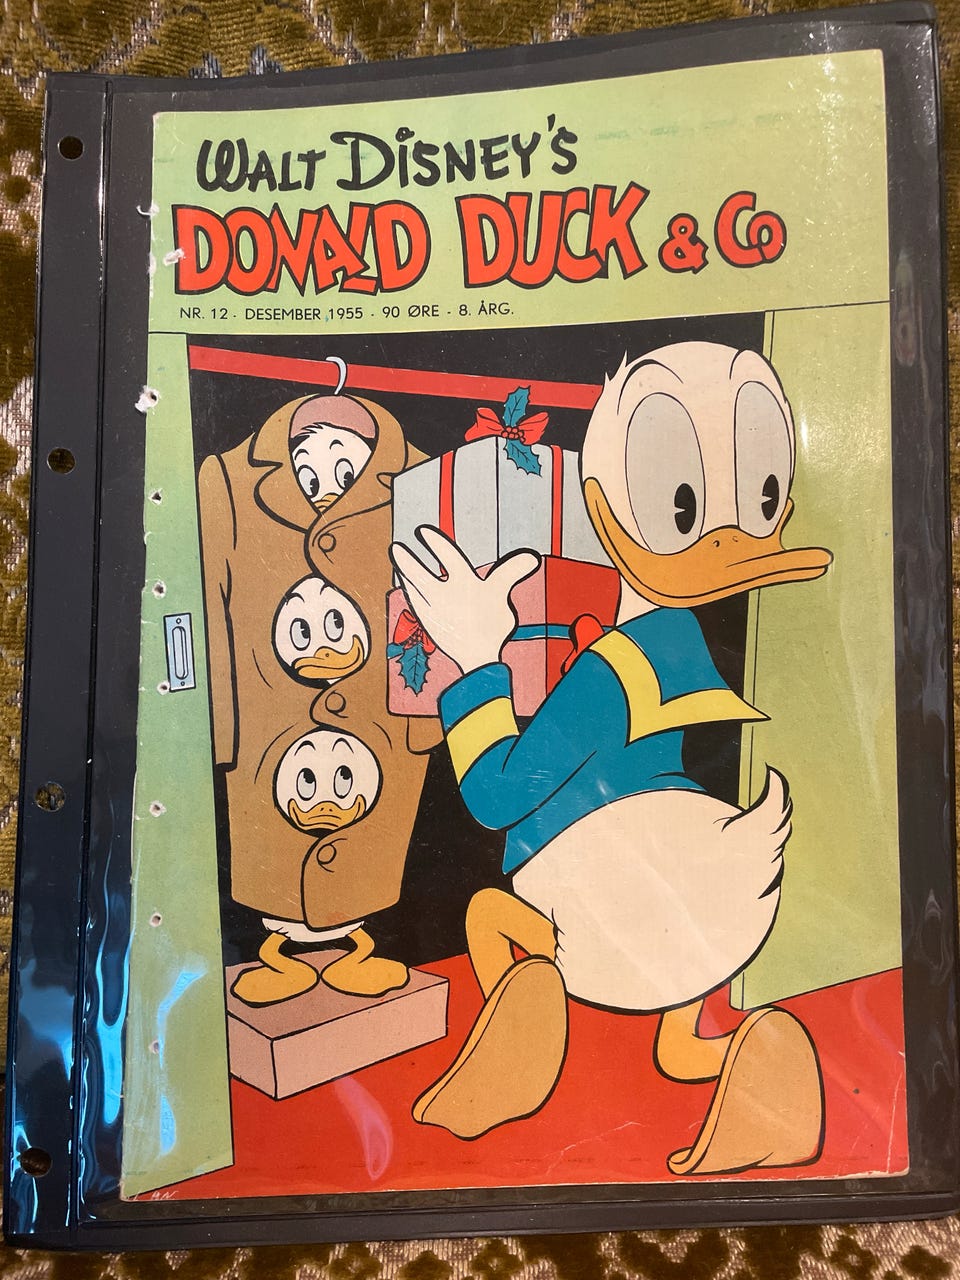 WALT DISNEY'S
DONALD DUCK & Co
NR. 12 · DESEMBER 1955 · 90 ØRE · 8. ÅRG.